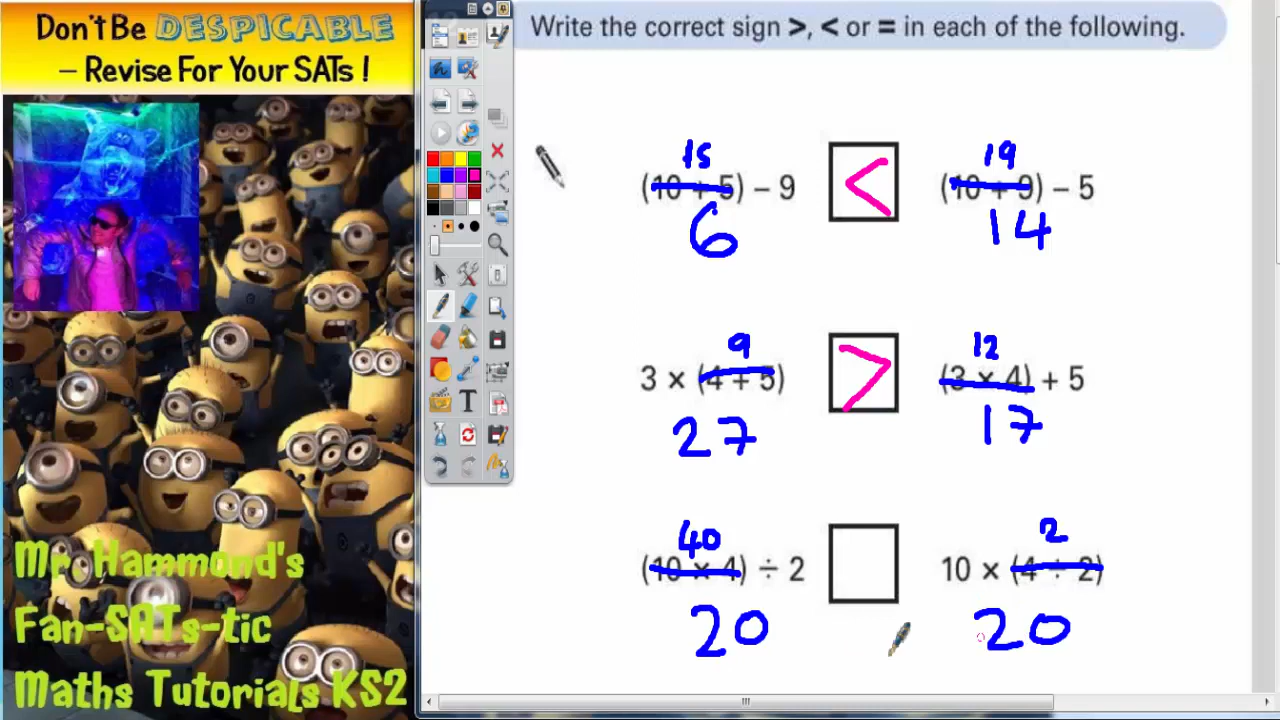 Don't Be DESPICABLE
– Revise For Your SATs !
Write the correct sign >, < or = in each of the following.
15
19
(10 + 5) – 9 < (10 + 9) – 5
6
14
9
12
3 × (4 + 5) > (3 × 4) + 5
27
17
40
2
(10 × 4) ÷ 2 10 × (4 ÷ 2)
20
20
Mr Hammond's
Fan-SATs-tic
Maths Tutorials KS2